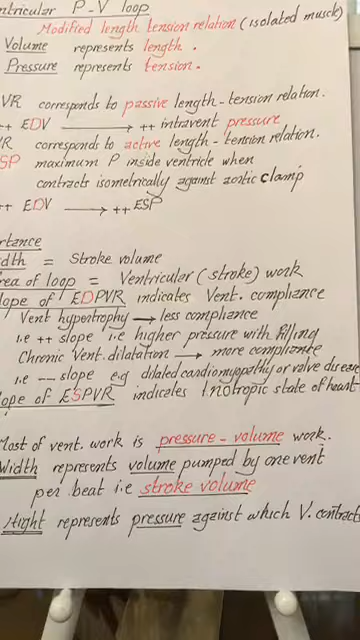 ntricular P-V loop
Modified length tension relation (isolated muscle)
Volume represents length.
Pressure represents tension.
VR corresponds to passive length-tension relation.
++ EDV → ++ intravent pressure
R corresponds to active length-tension relation.
SP maximum P inside ventricle when
contracts isometrically against aortic clamp
++ EDV → ++ ESP
rtance
idth = Stroke volume
rea of loop = Ventricular (stroke) work
lope of EDPVR indicates Vent. compliance
Vent hypertrophy → less compliance
i.e ++ slope i.e higher pressure with filling
Chronic Vent. dilatation → more compliance
i.e -- slope e.g dilated cardiomyopathy or valve disease
lope of ESPVR indicates Inotropic state of heart
Most of vent. work is pressure-volume work.
Width represents volume pumped by one vent
per beat i.e stroke volume
Hight represents pressure against which V. contract